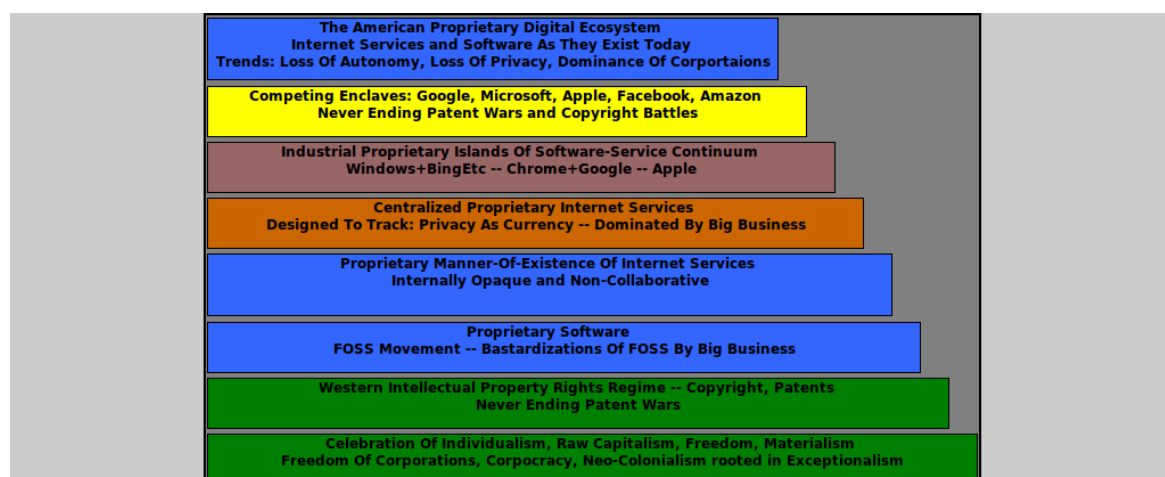 The American Proprietary Digital Ecosystem
Internet Services and Software As They Exist Today
Trends: Loss Of Autonomy, Loss Of Privacy, Dominance Of Corportaions
Competing Enclaves: Google, Microsoft, Apple, Facebook, Amazon
Never Ending Patent Wars and Copyright Battles
Industrial Proprietary Islands Of Software-Service Continuum
Windows+BingEtc -- Chrome+Google -- Apple
Centralized Proprietary Internet Services
Designed To Track: Privacy As Currency -- Dominated By Big Business
Proprietary Manner-Of-Existence Of Internet Services
Internally Opaque and Non-Collaborative
Proprietary Software
FOSS Movement -- Bastardizations Of FOSS By Big Business
Western Intellectual Property Rights Regime -- Copyright, Patents
Never Ending Patent Wars
Celebration Of Individualism, Raw Capitalism, Freedom, Materialism
Freedom Of Corporations, Corpocracy, Neo-Colonialism rooted in Exceptionalism